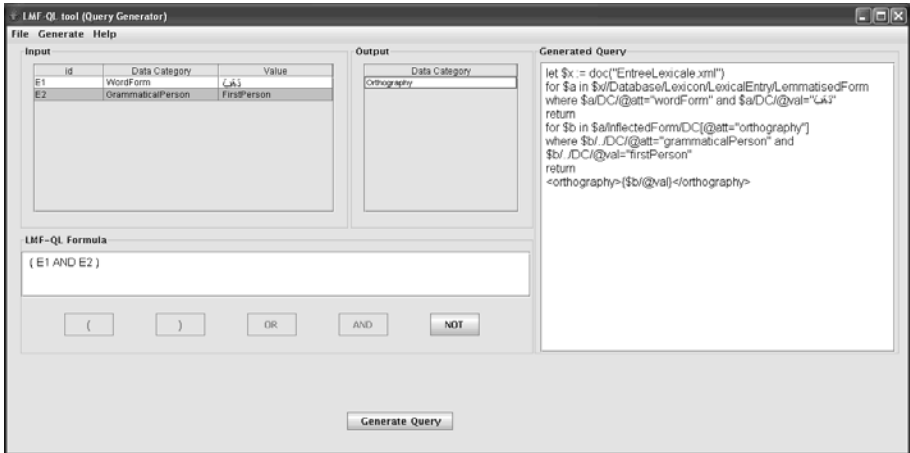 LMF-QL tool (Query Generator)
File Generate Help
Input
Id Data Category Value
E1 WordForm
E2 GrammaticalPerson FirstPerson
Output
Data Category
Orthography
LMF-QL Formula
( E1 AND E2 )
( ) OR AND NOT
Generate Query
Generated Query
let $x := doc("EntreeLexicale.xml")
for $a in $x//Database/Lexicon/LexicalEntry/LemmatisedForm
where $a/DC/@att="wordForm" and $a/DC/@val=""
return
for $b in $a/InflectedForm/DC[@att="orthography"]
where $b/../DC/@att="grammaticalPerson" and
$b/../DC/@val="firstPerson"
return
<orthography>{$b/@val}</orthography>